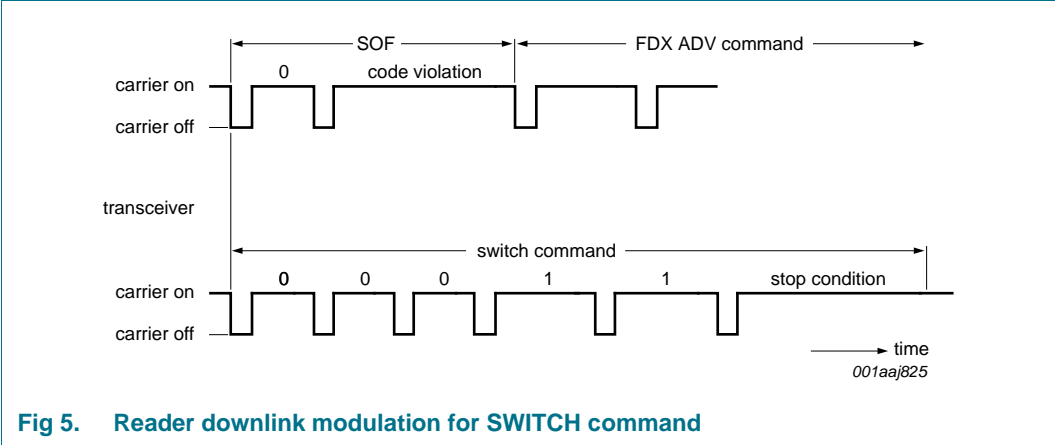 SOF FDX ADV command
0 code violation
carrier on
carrier off
transceiver
switch command
0 0 0 1 1 stop condition
carrier on
carrier off
time
001aaj825
Fig 5. Reader downlink modulation for SWITCH command